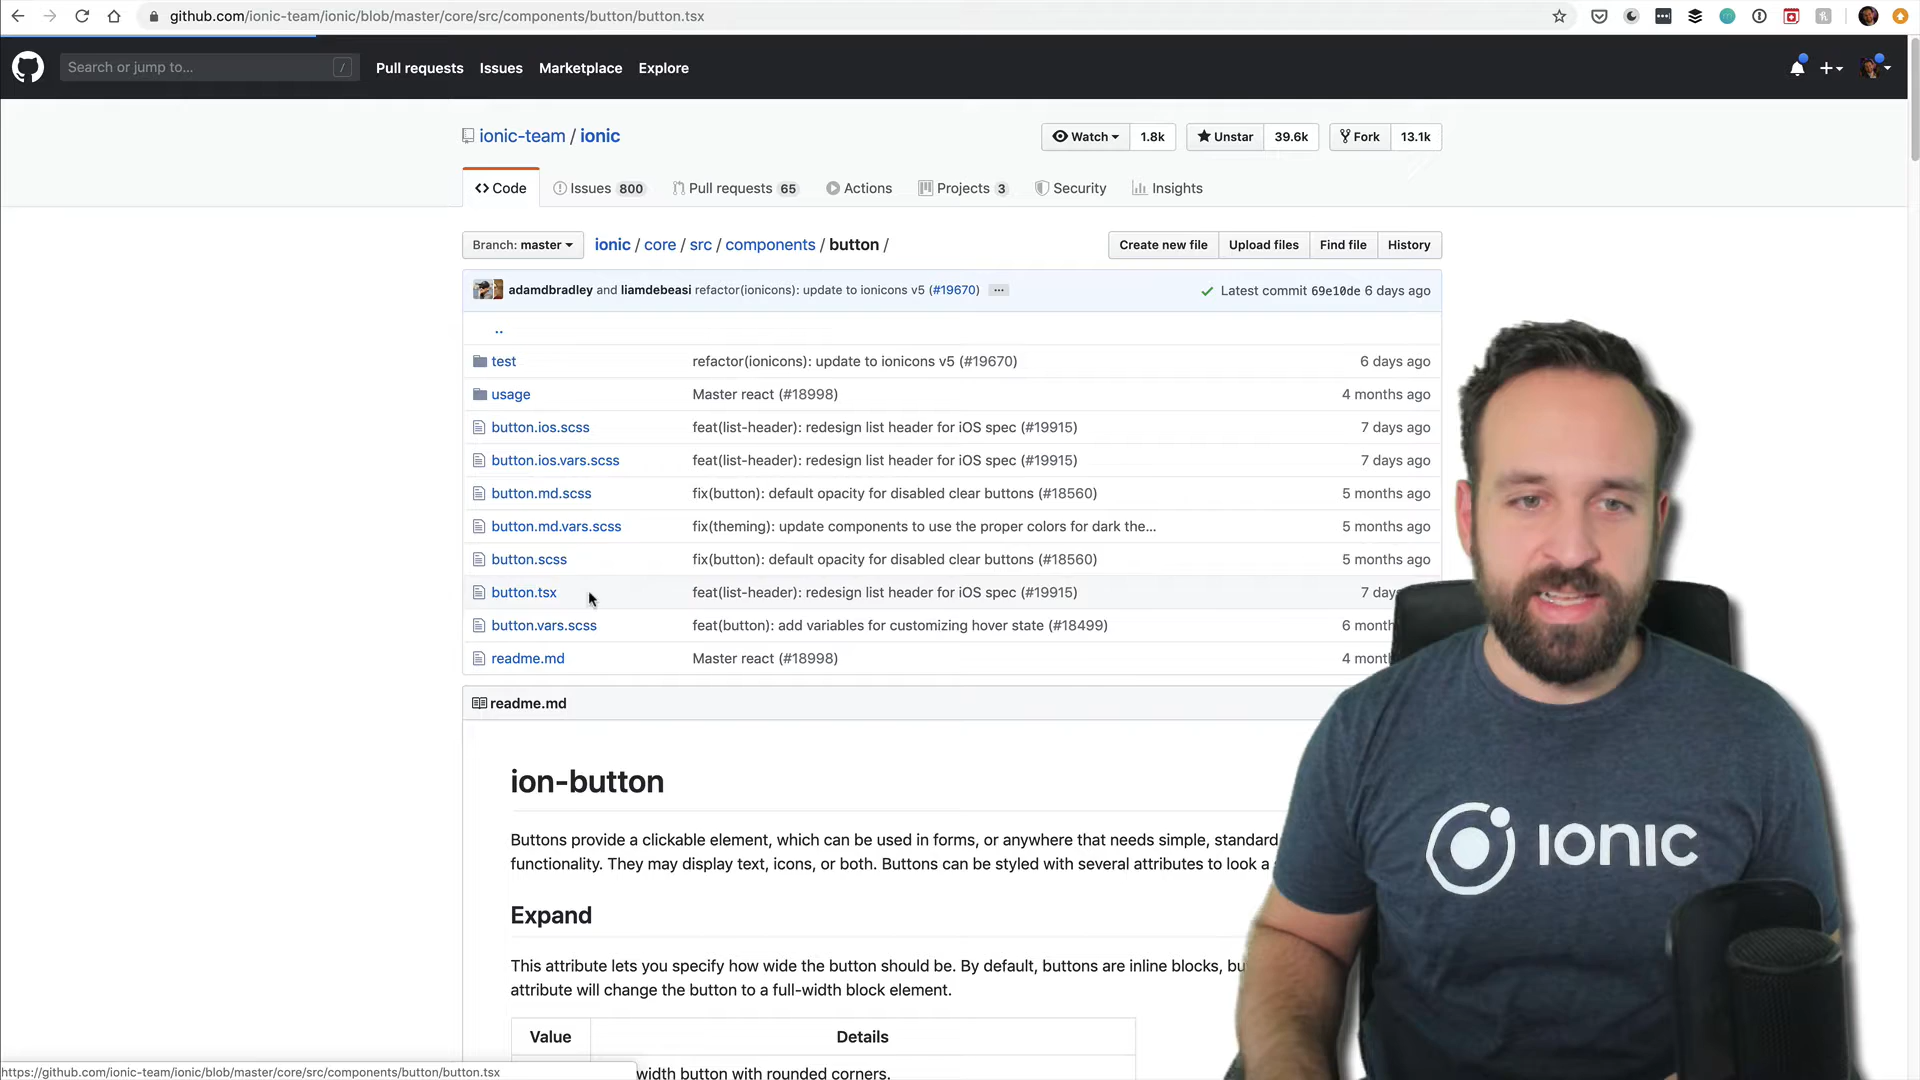 github.com/ionic-team/ionic/blob/master/core/src/components/button/button.tsx
Search or jump to... /
Pull requests Issues Marketplace Explore
ionic-team / ionic
Watch 1.8k Unstar 39.6k Fork 13.1k
Code Issues 800 Pull requests 65 Actions Projects 3 Security Insights
Branch: master ionic / core / src / components / button / Create new file Upload files Find file History
adamdbradley and liamdebeasi refactor(ionicons): update to ionicons v5 (#19670) ... Latest commit 69e10de 6 days ago
..
test refactor(ionicons): update to ionicons v5 (#19670) 6 days ago
usage Master react (#18998) 4 months ago
button.ios.scss feat(list-header): redesign list header for iOS spec (#19915) 7 days ago
button.ios.vars.scss feat(list-header): redesign list header for iOS spec (#19915) 7 days ago
button.md.scss fix(button): default opacity for disabled clear buttons (#18560) 5 months ago
button.md.vars.scss fix(theming): update components to use the proper colors for dark the... 5 months ago
button.scss fix(button): default opacity for disabled clear buttons (#18560) 5 months ago
button.tsx feat(list-header): redesign list header for iOS spec (#19915) 7 days
button.vars.scss feat(button): add variables for customizing hover state (#18499) 6 mont
readme.md Master react (#18998) 4 mont
readme.md
ion-button
Buttons provide a clickable element, which can be used in forms, or anywhere that needs simple, standard
functionality. They may display text, icons, or both. Buttons can be styled with several attributes to look a
IONIC
Expand
This attribute lets you specify how wide the button should be. By default, buttons are inline blocks, bu
attribute will change the button to a full-width block element.
Value Details
width button with rounded corners.
https://github.com/ionic-team/ionic/blob/master/core/src/components/button/button.tsx